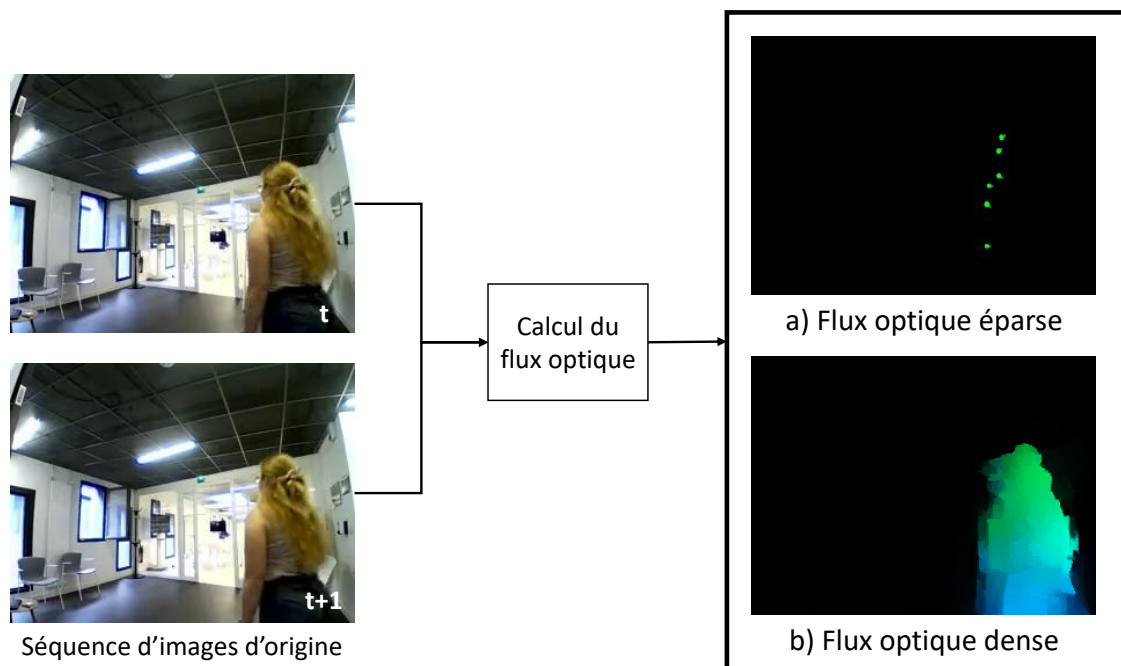 t
t+1
Séquence d’images d’origine
Calcul du
flux optique
a) Flux optique éparse
b) Flux optique dense